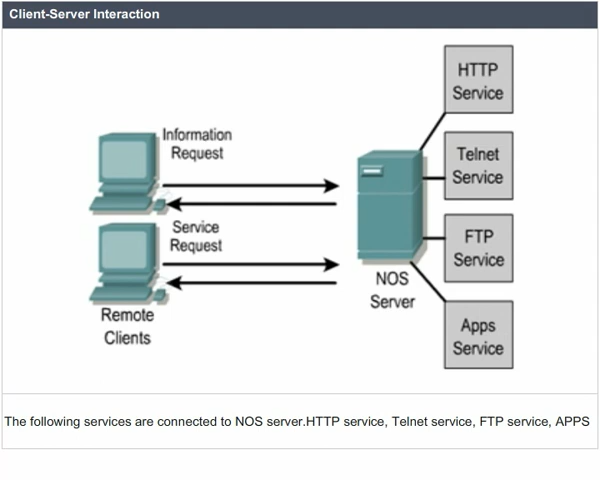 Client-Server Interaction
Information
Request
Service
Request
Remote
Clients
NOS
Server
HTTP
Service
Telnet
Service
FTP
Service
Apps
Service
The following services are connected to NOS server.HTTP service, Telnet service, FTP service, APPS